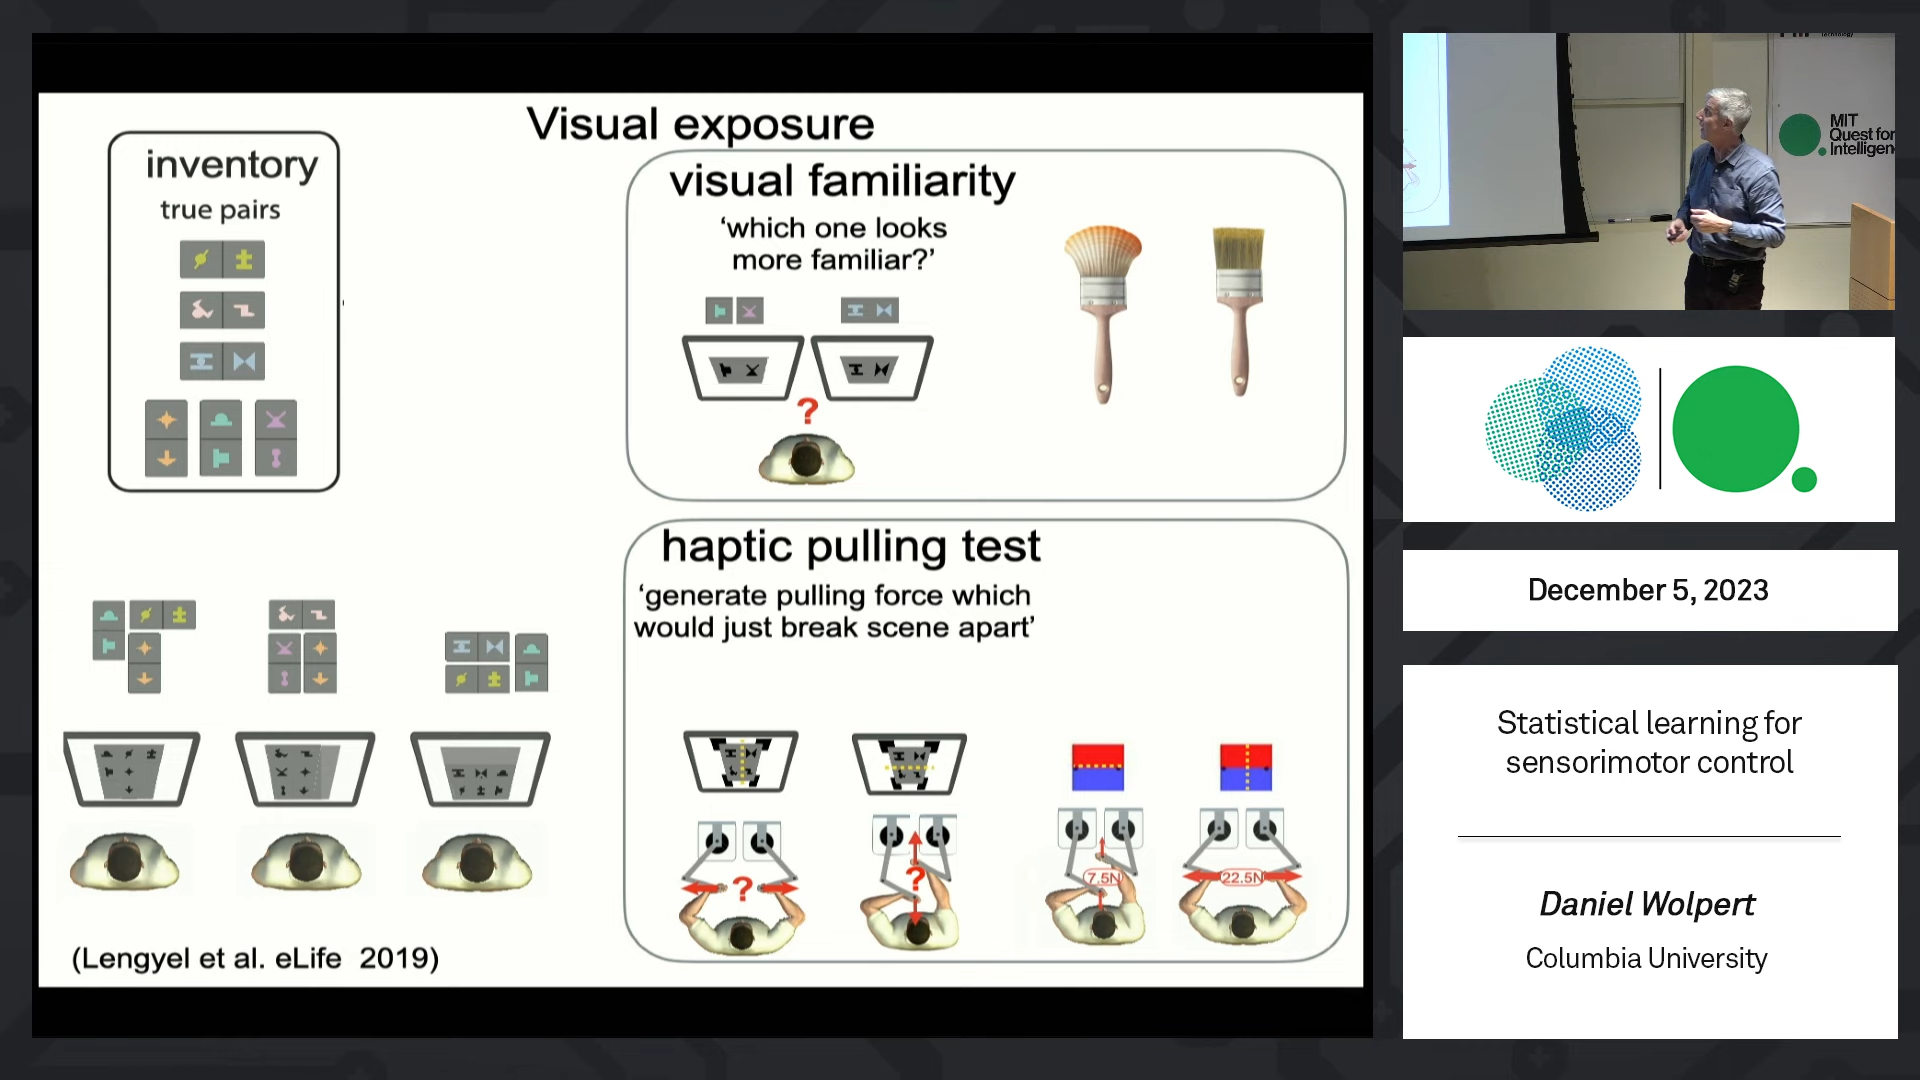 Visual exposure
inventory
true pairs
visual familiarity
‘which one looks
more familiar?’
?
haptic pulling test
‘generate pulling force which
would just break scene apart’
?
?
7.5N
22.5N
(Lengyel et al. eLife 2019)
MIT
Quest for
Intelligen
December 5, 2023
Statistical learning for
sensorimotor control
Daniel Wolpert
Columbia University